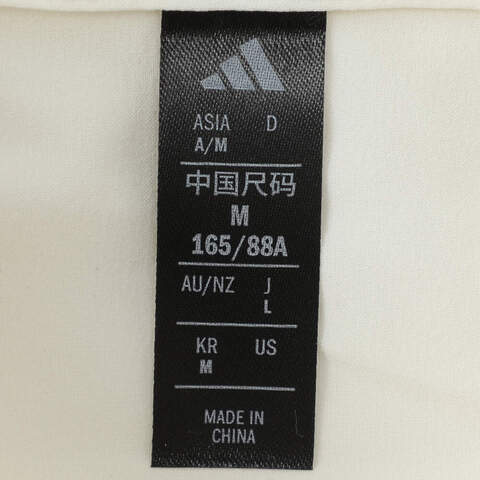 ASIA D
A/M
中国尺码
M
165/88A
AU/NZ J
L
KR US
M
MADE IN
CHINA